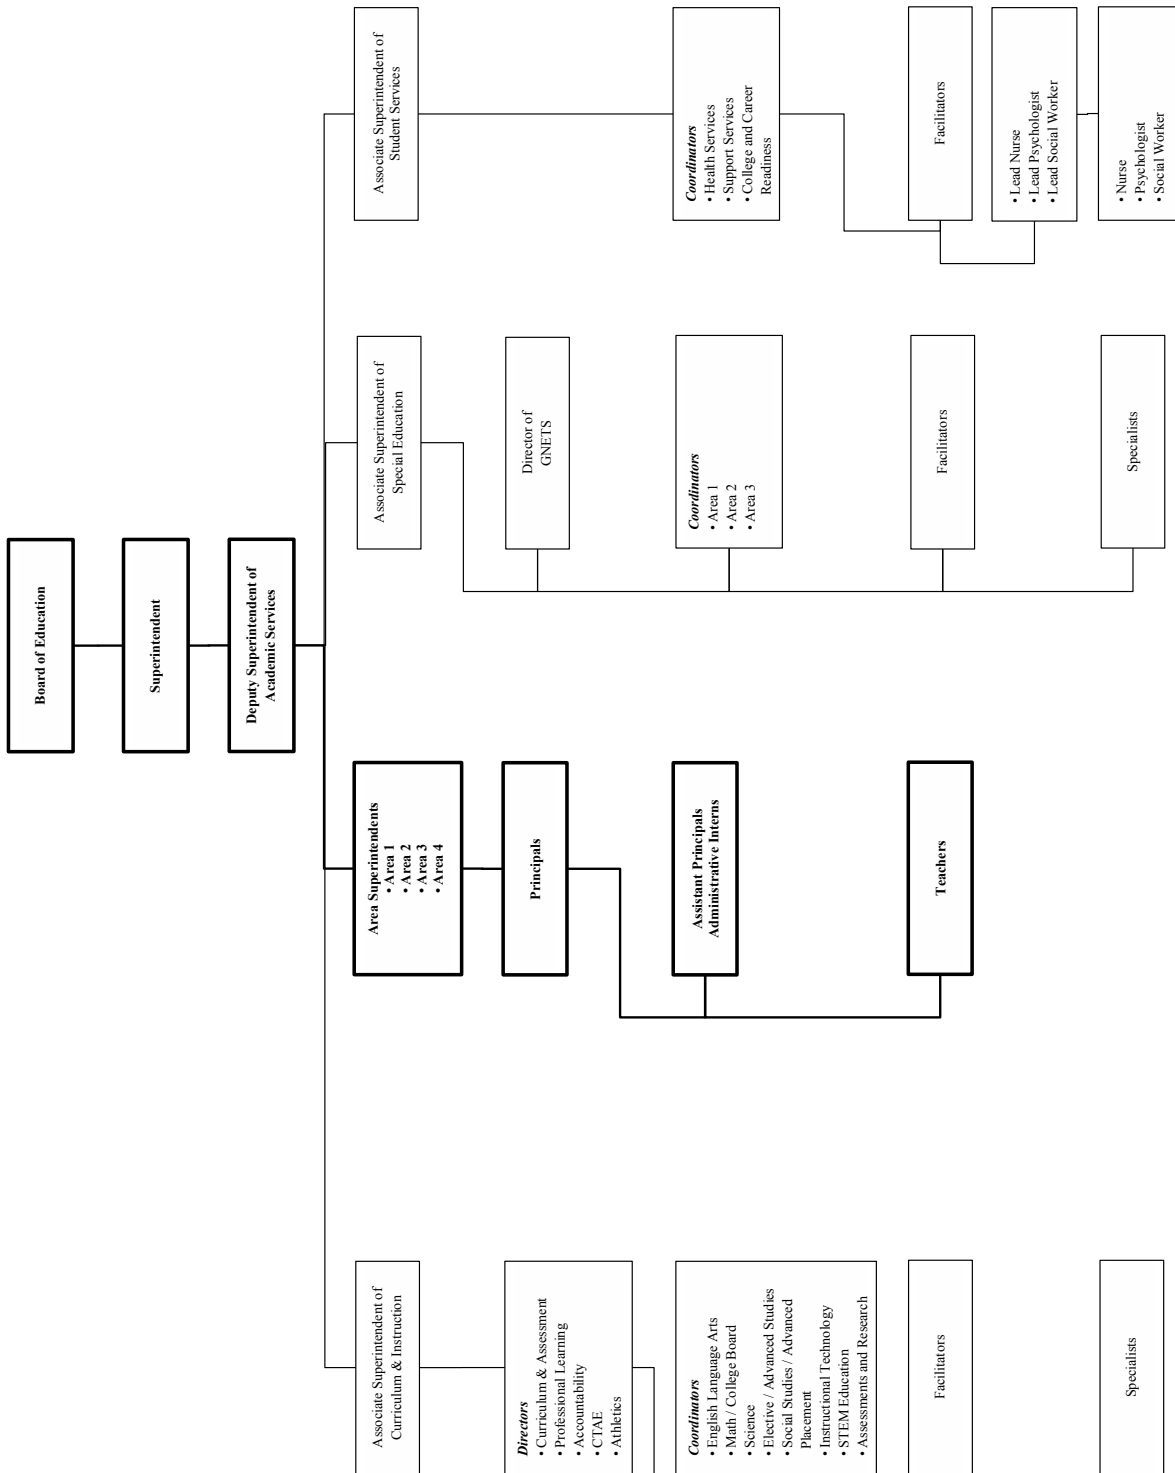 Board of Education
Superintendent
Deputy Superintendent of
Academic Services
Associate Superintendent of
Curriculum & Instruction
Directors
• Curriculum & Assessment
• Professional Learning
• Accountability
• CTAE
• Athletics
Coordinators
• English Language Arts
• Math / College Board
• Science
• Elective / Advanced Studies
• Social Studies / Advanced
Placement
• Instructional Technology
• STEM Education
• Assessments and Research
Facilitators
Specialists
Area Superintendents
• Area 1
• Area 2
• Area 3
• Area 4
Principals
Assistant Principals
Administrative Interns
Teachers
Associate Superintendent of
Special Education
Director of
GNETS
Coordinators
• Area 1
• Area 2
• Area 3
Facilitators
Specialists
Associate Superintendent of
Student Services
Coordinators
• Health Services
• Support Services
• College and Career
Readiness
Facilitators
• Lead Nurse
• Lead Psychologist
• Lead Social Worker
• Nurse
• Psychologist
• Social Worker